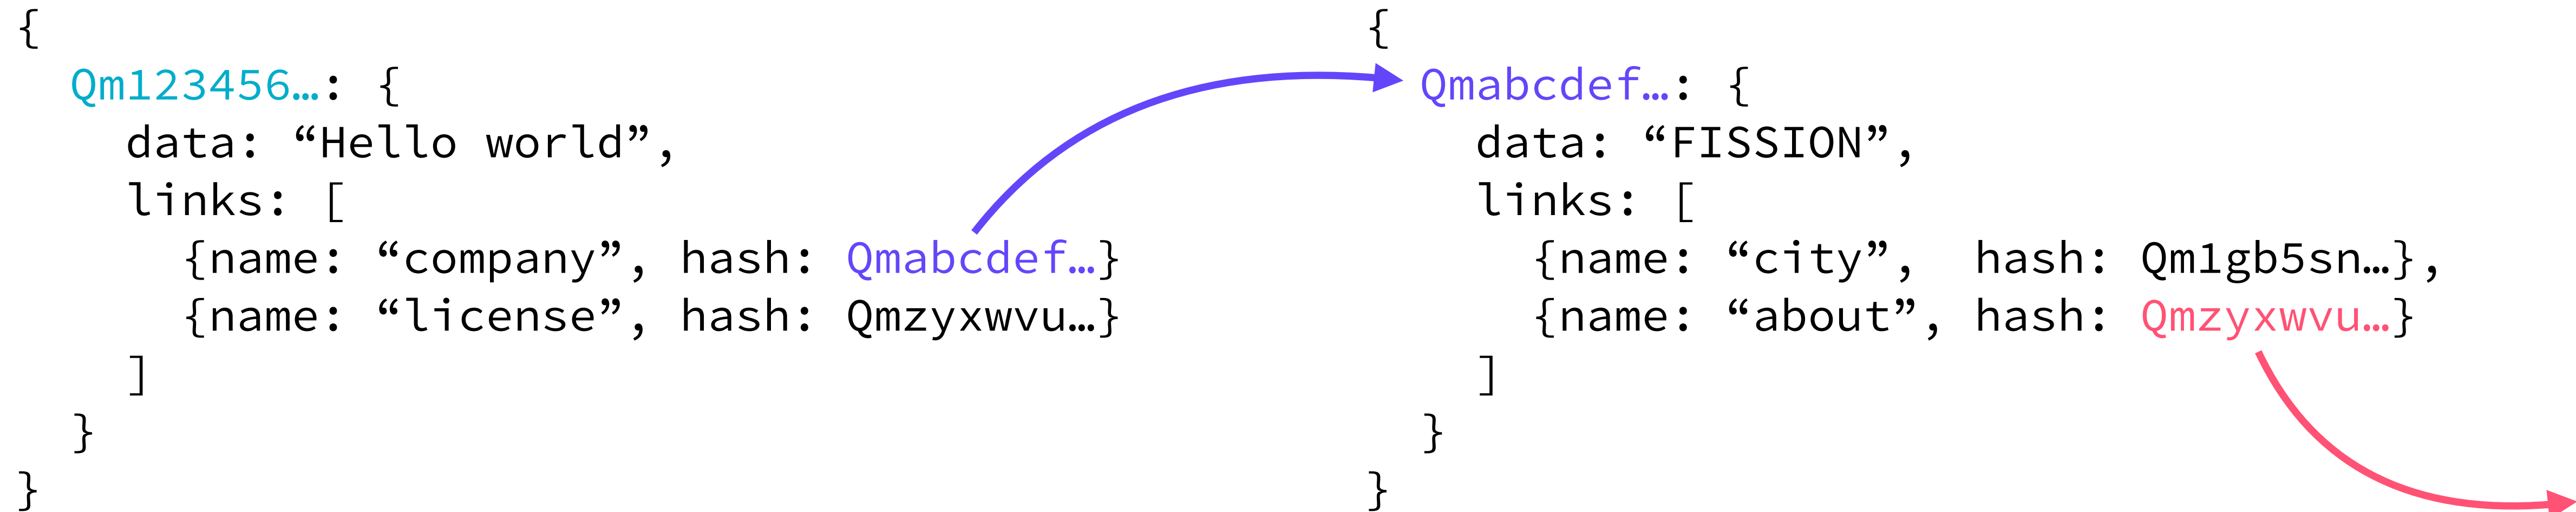 {
  Qm123456…: {
    data: “Hello world”,
    links: [
      {name: “company”, hash: Qmabcdef…}
      {name: “license”, hash: Qmzyxwvu…}
    ]
  }
}
{
  Qmabcdef…: {
    data: “FISSION”,
    links: [
      {name: “city”,  hash: Qm1gb5sn…},
      {name: “about”, hash: Qmzyxwvu…}
    ]
  }
}